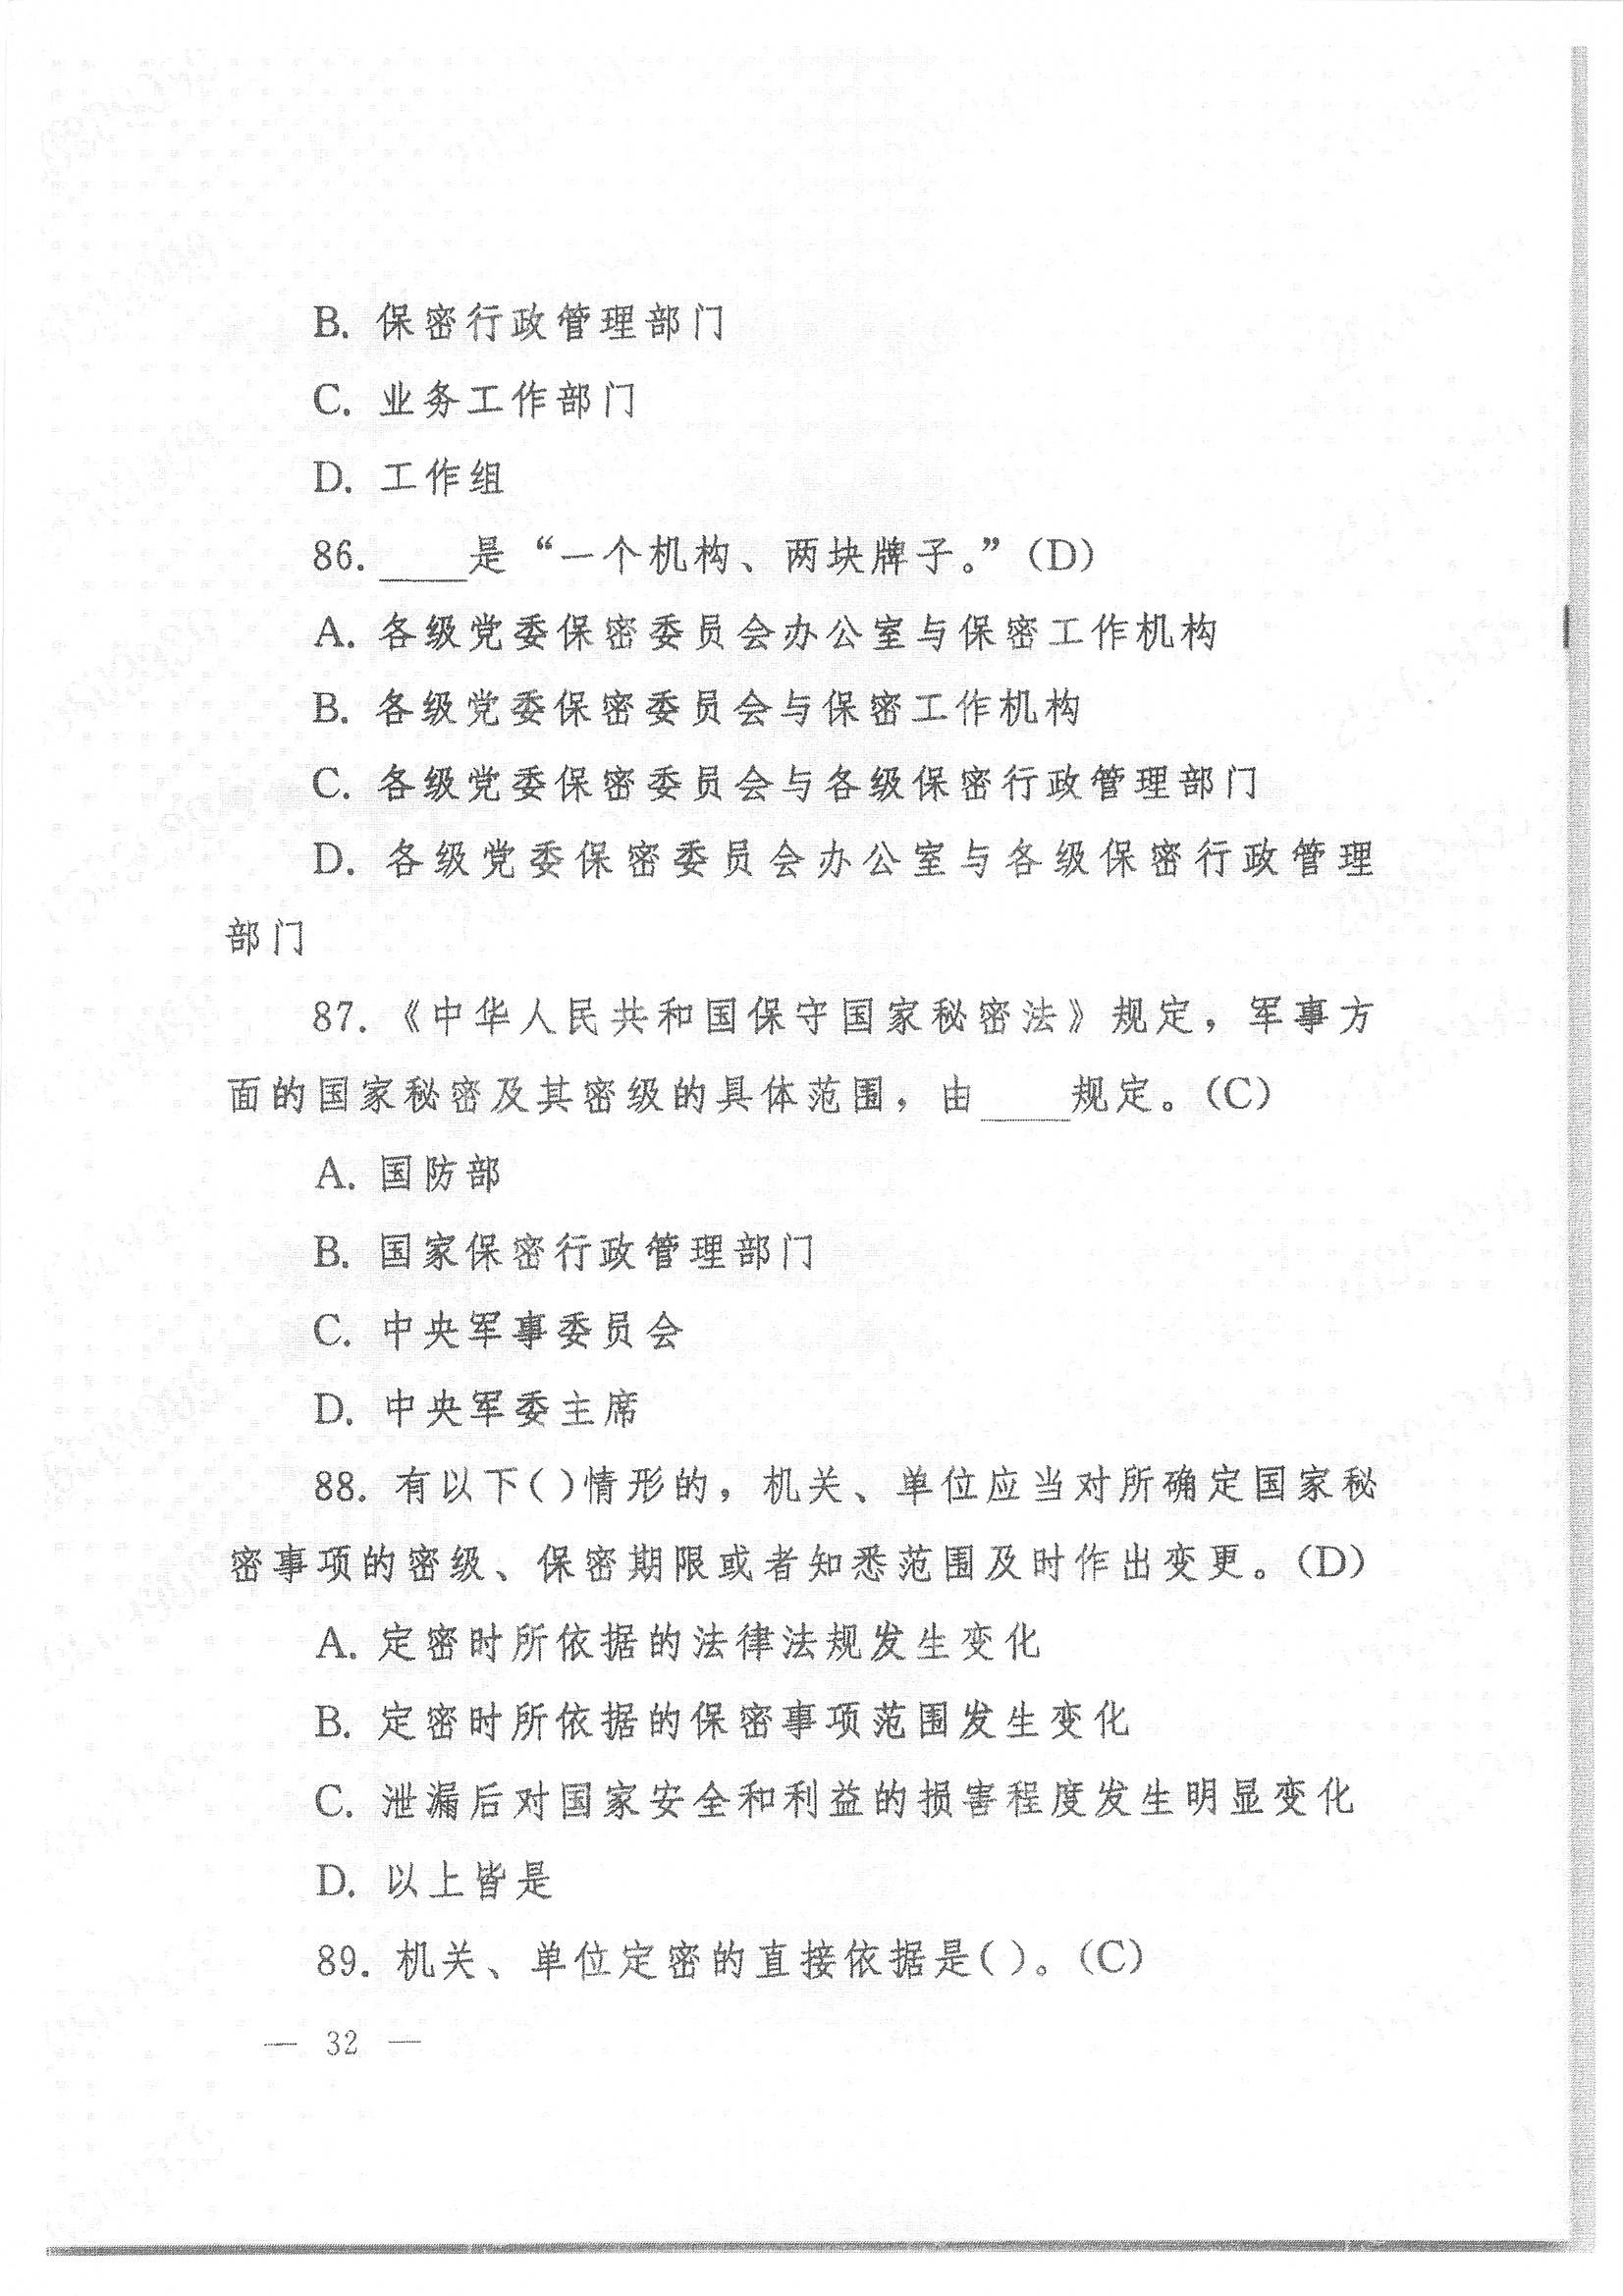 B. 保密行政管理部门
C. 业务工作部门
D. 工作组
86. ____是“一个机构、两块牌子。”(D)
A. 各级党委保密委员会办公室与保密工作机构
B. 各级党委保密委员会与保密工作机构
C. 各级党委保密委员会与各级保密行政管理部门
D. 各级党委保密委员会办公室与各级保密行政管理
部门
87.《中华人民共和国保守国家秘密法》规定，军事方
面的国家秘密及其密级的具体范围，由____规定。(C)
A. 国防部
B. 国家保密行政管理部门
C. 中央军事委员会
D. 中央军委主席
88. 有以下( )情形的，机关、单位应当对所确定国家秘
密事项的密级、保密期限或者知悉范围及时作出变更。(D)
A. 定密时所依据的法律法规发生变化
B. 定密时所依据的保密事项范围发生变化
C. 泄漏后对国家安全和利益的损害程度发生明显变化
D. 以上皆是
89. 机关、单位定密的直接依据是( )。(C)
— 32 —